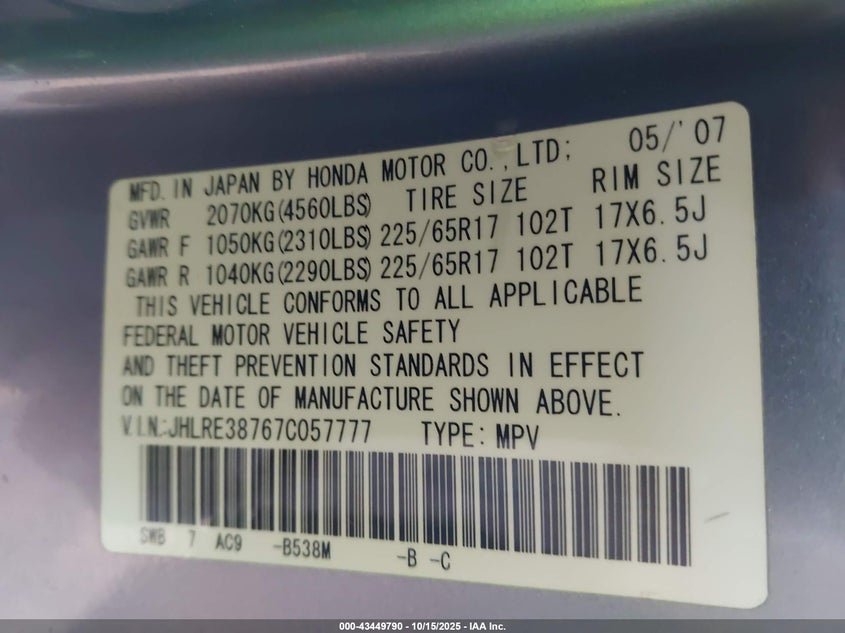 MFD. IN JAPAN BY HONDA MOTOR CO., LTD; 05/'07
GVWR 2070KG(4560LBS) TIRE SIZE RIM SIZE
GAWR F 1050KG(2310LBS) 225/65R17 102T 17X6.5J
GAWR R 1040KG(2290LBS) 225/65R17 102T 17X6.5J
THIS VEHICLE CONFORMS TO ALL APPLICABLE
FEDERAL MOTOR VEHICLE SAFETY
AND THEFT PREVENTION STANDARDS IN EFFECT
ON THE DATE OF MANUFACTURE SHOWN ABOVE.
V.I.N.:JHLRE38767C057777 TYPE: MPV
SWB 7 AC9 -B538M -B -C
000-43449790 - 10/15/2025 - IAA Inc.